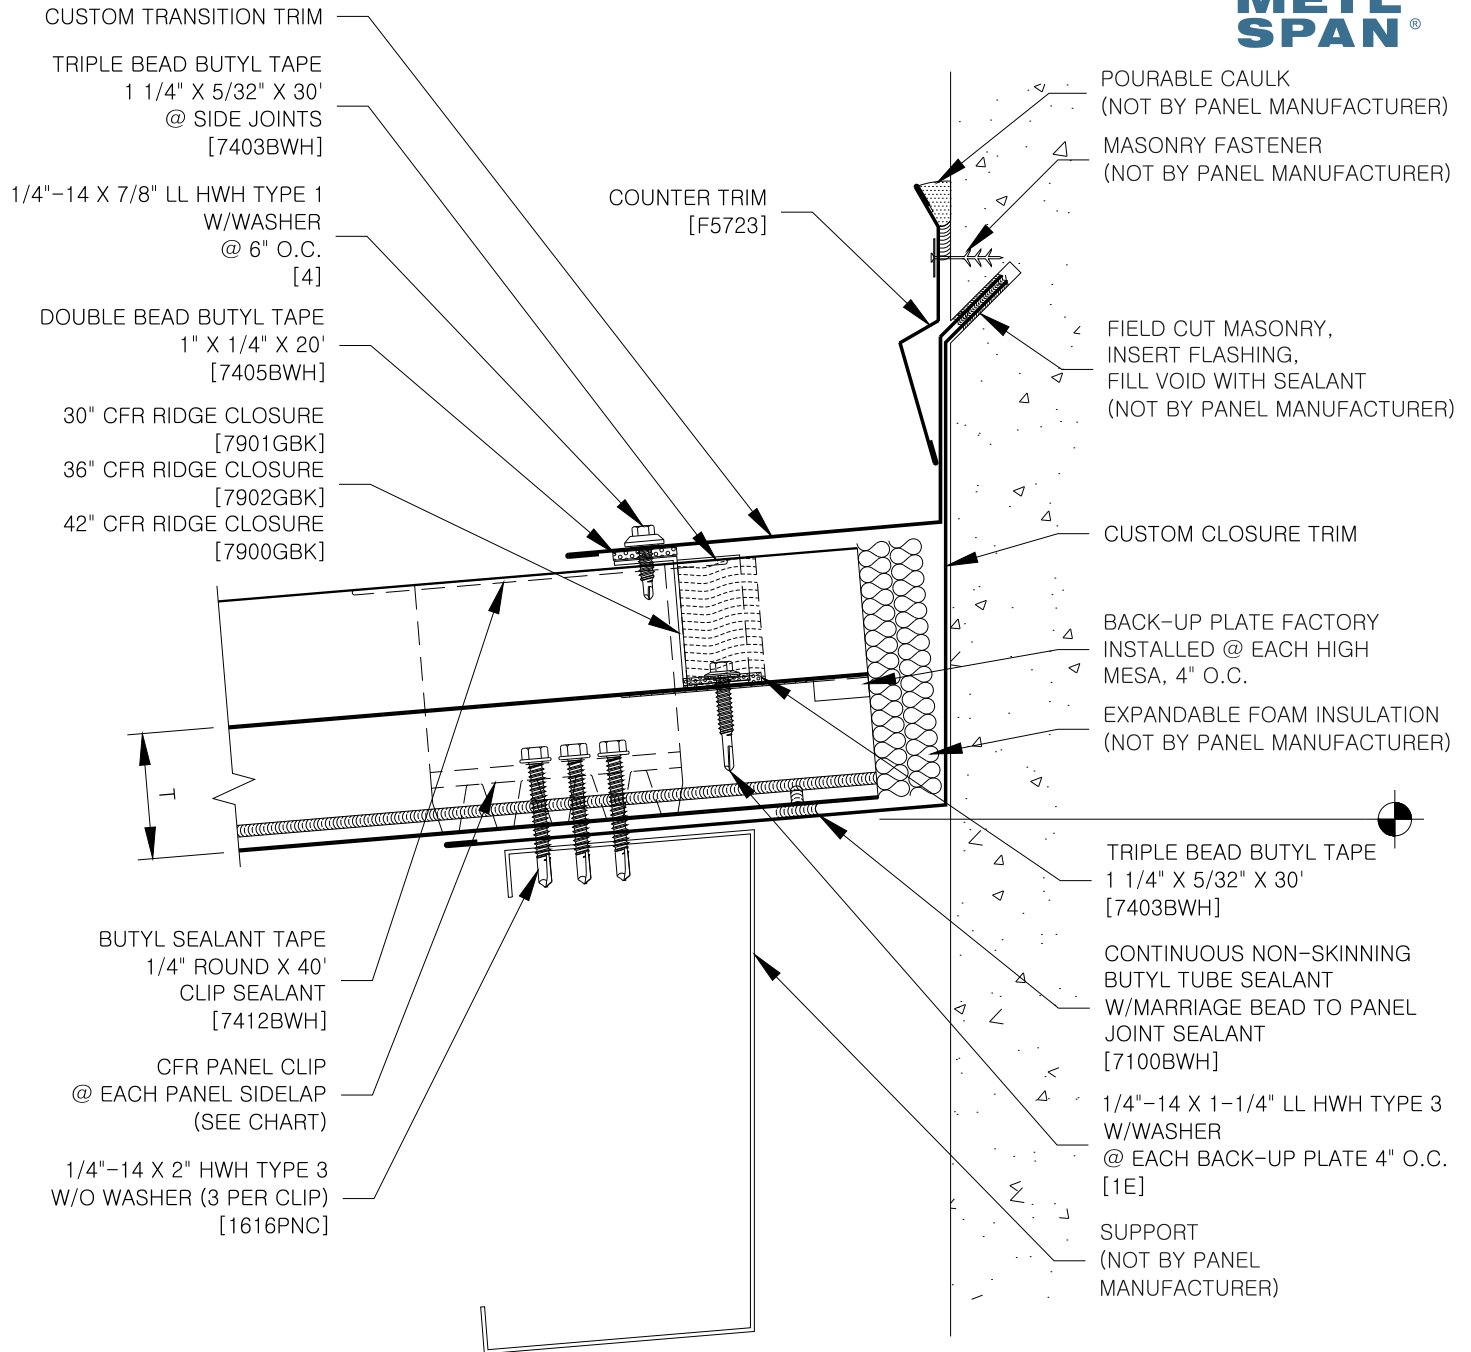 METL
SPAN®
CUSTOM TRANSITION TRIM
TRIPLE BEAD BUTYL TAPE
1 1/4" X 5/32" X 30'
@ SIDE JOINTS
[7403BWH]
1/4"-14 X 7/8" LL HWH TYPE 1
W/WASHER
@ 6" O.C.
[4]
DOUBLE BEAD BUTYL TAPE
1" X 1/4" X 20'
[7405BWH]
30" CFR RIDGE CLOSURE
[7901GBK]
36" CFR RIDGE CLOSURE
[7902GBK]
42" CFR RIDGE CLOSURE
[7900GBK]
T
BUTYL SEALANT TAPE
1/4" ROUND X 40'
CLIP SEALANT
[7412BWH]
CFR PANEL CLIP
@ EACH PANEL SIDELAP
(SEE CHART)
1/4"-14 X 2" HWH TYPE 3
W/O WASHER (3 PER CLIP)
[1616PNC]
COUNTER TRIM
[F5723]
POURABLE CAULK
(NOT BY PANEL MANUFACTURER)
MASONRY FASTENER
(NOT BY PANEL MANUFACTURER)
FIELD CUT MASONRY,
INSERT FLASHING,
FILL VOID WITH SEALANT
(NOT BY PANEL MANUFACTURER)
CUSTOM CLOSURE TRIM
BACK-UP PLATE FACTORY
INSTALLED @ EACH HIGH
MESA, 4" O.C.
EXPANDABLE FOAM INSULATION
(NOT BY PANEL MANUFACTURER)
TRIPLE BEAD BUTYL TAPE
1 1/4" X 5/32" X 30'
[7403BWH]
CONTINUOUS NON-SKINNING
BUTYL TUBE SEALANT
W/MARRIAGE BEAD TO PANEL
JOINT SEALANT
[7100BWH]
1/4"-14 X 1-1/4" LL HWH TYPE 3
W/WASHER
@ EACH BACK-UP PLATE 4" O.C.
[1E]
SUPPORT
(NOT BY PANEL
MANUFACTURER)